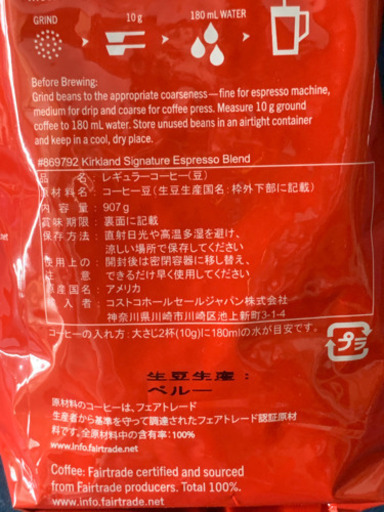 GRIND
10 g
180 mL WATER
Before Brewing:
Grind beans to the appropriate coarseness—fine for espresso machine,
medium for drip and coarse for coffee press. Measure 10 g ground
coffee to 180 mL water. Store unused beans in an airtight container
and keep in a cool, dry place.
#869792 Kirkland Signature Espresso Blend
品　　　名：レギュラーコーヒー(豆)
原材料名：コーヒー豆(生豆生産国名：枠外下部に記載)
内　容　量：907g
賞味期限：裏面に記載
保存方法：直射日光や高温多湿を避け、
涼しい場所で保存してください
使用上の：開封後は密閉容器に移し替え、
注　　　意　できるだけ早く使用してください
原産国名：アメリカ
輸　入　者：コストコホールセールジャパン株式会社
神奈川県川崎市川崎区池上新町3-1-4
コーヒーの入れ方：大さじ2杯(10g)に180mlの水が目安です。
プラ
生豆生産：
ペルー
原材料のコーヒーは、フェアトレード
生産者から基準を守って調達されたフェアトレード認証原材
料です。全原材料中の含有率：100%
www.info.fairtrade.net
Coffee: Fairtrade certified and sourced
from Fairtrade producers. Total 100%.
www.info.fairtrade.net